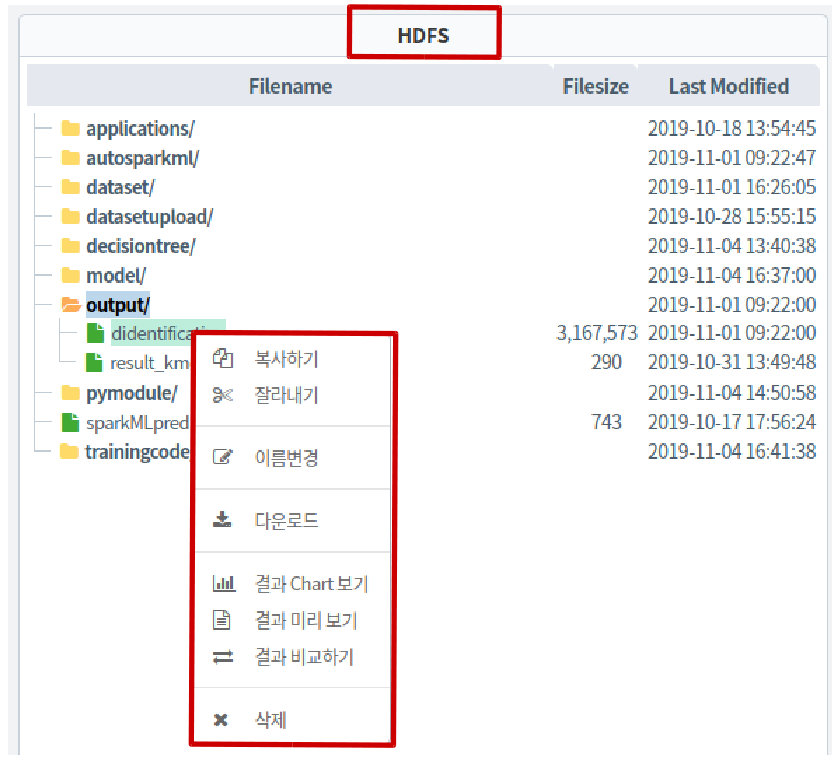 HDFS
Filename Filesize Last Modified
applications/ 2019-10-18 13:54:45
autosparkml/ 2019-11-01 09:22:47
dataset/ 2019-11-01 16:26:05
datasetupload/ 2019-10-28 15:55:15
decisiontree/ 2019-11-04 13:40:38
model/ 2019-11-04 16:37:00
output/ 2019-11-01 09:22:00
3,167,573 2019-11-01 09:22:00
290 2019-10-31 13:49:48
pymodule/ 2019-11-04 14:50:58
sparkMLpred 743 2019-10-17 17:56:24
trainingcode 2019-11-04 16:41:38
복사하기
잘라내기
이름변경
다운로드
결과 Chart 보기
결과 미리 보기
결과 비교하기
삭제